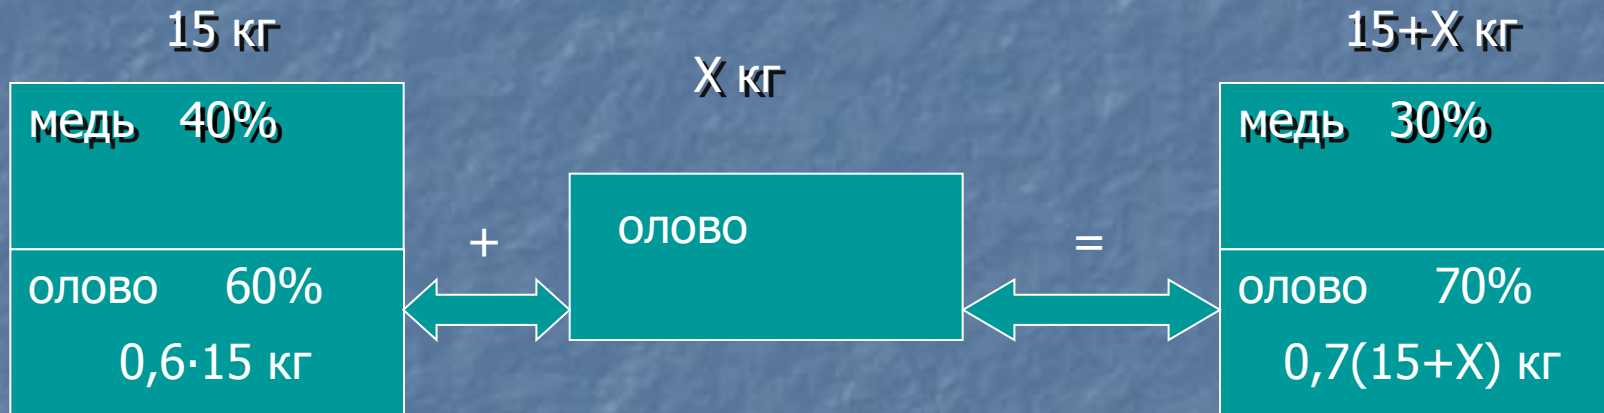 15 кг
медь 40%
олово 60%
0,6·15 кг
+
Х кг
олово
=
15+Х кг
медь 30%
олово 70%
0,7(15+Х) кг